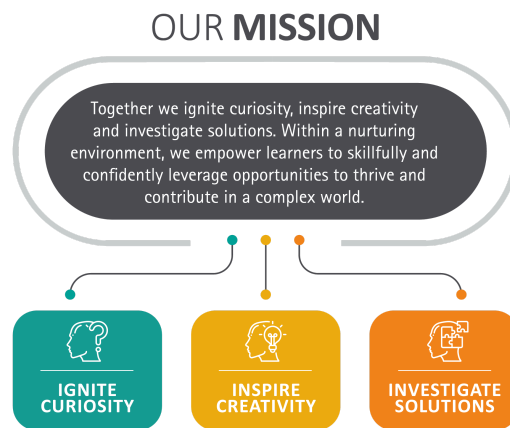 OUR MISSION
Together we ignite curiosity, inspire creativity
and investigate solutions. Within a nurturing
environment, we empower learners to skillfully and
confidently leverage opportunities to thrive and
contribute in a complex world.
IGNITE
CURIOSITY
INSPIRE
CREATIVITY
INVESTIGATE
SOLUTIONS